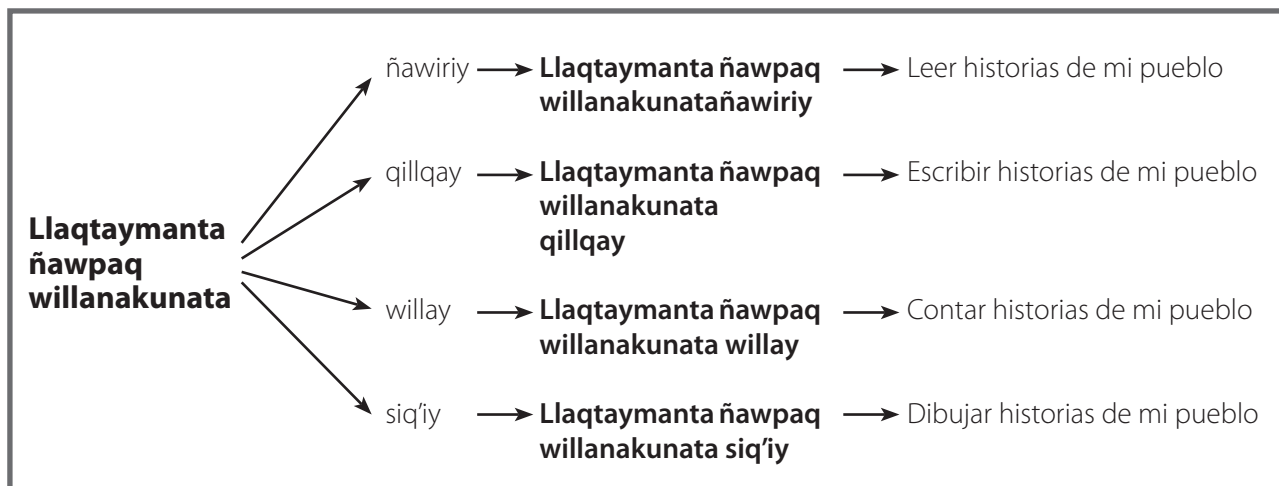 Llaqtaymanta
ñawpaq
willanakunata
ñawiriy
Llaqtaymanta ñawpaq
willanakunatañawiriy
Leer historias de mi pueblo
qillqay
Llaqtaymanta ñawpaq
willanakunata
qillqay
Escribir historias de mi pueblo
willay
Llaqtaymanta ñawpaq
willanakunata willay
Contar historias de mi pueblo
siq'iy
Llaqtaymanta ñawpaq
willanakunata siq'iy
Dibujar historias de mi pueblo